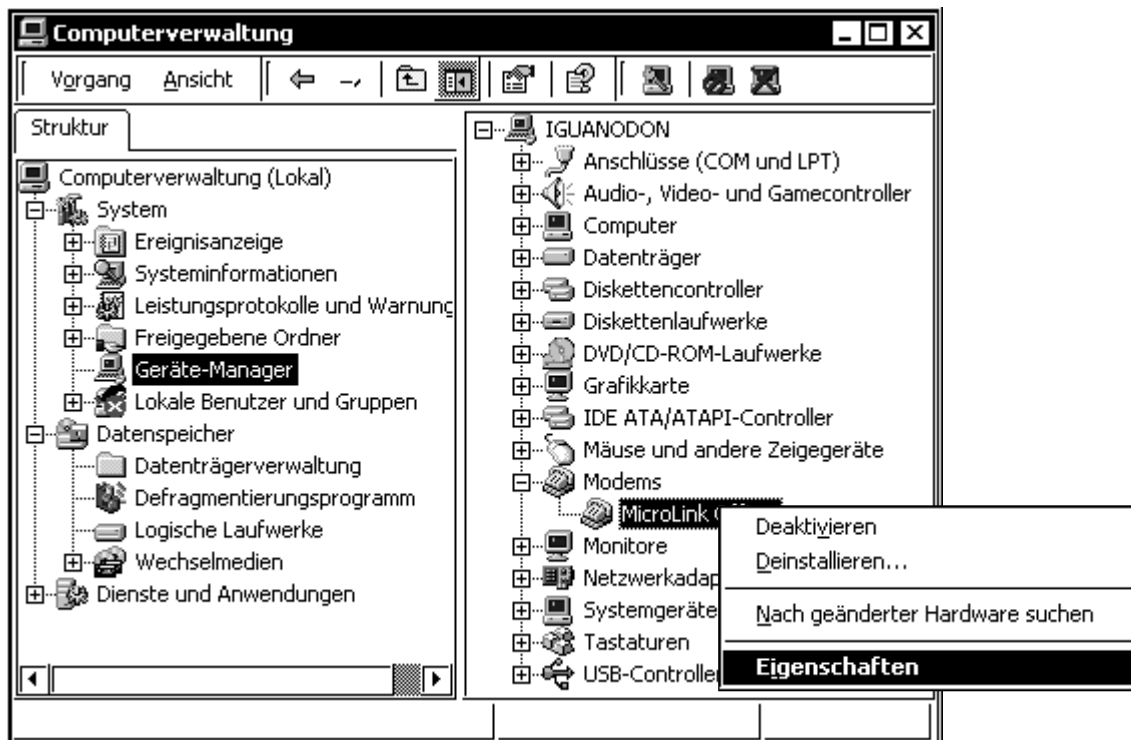 Computerverwaltung
Vorgang Ansicht
Struktur
Computerverwaltung (Lokal)
System
Ereignisanzeige
Systeminformationen
Leistungsprotokolle und Warnung
Freigegebene Ordner
Geräte-Manager
Lokale Benutzer und Gruppen
Datenspeicher
Datenträgerverwaltung
Defragmentierungsprogramm
Logische Laufwerke
Wechselmedien
Dienste und Anwendungen
IGUANODON
Anschlüsse (COM und LPT)
Audio-, Video- und Gamecontroller
Computer
Datenträger
Diskettencontroller
Diskettenlaufwerke
DVD/CD-ROM-Laufwerke
Grafikkarte
IDE ATA/ATAPI-Controller
Mäuse und andere Zeigegeräte
Modems
MicroLink
Monitore
Netzwerkadap
Systemgeräte
Tastaturen
USB-Controller
Deaktivieren
Deinstallieren...
Nach geänderter Hardware suchen
Eigenschaften